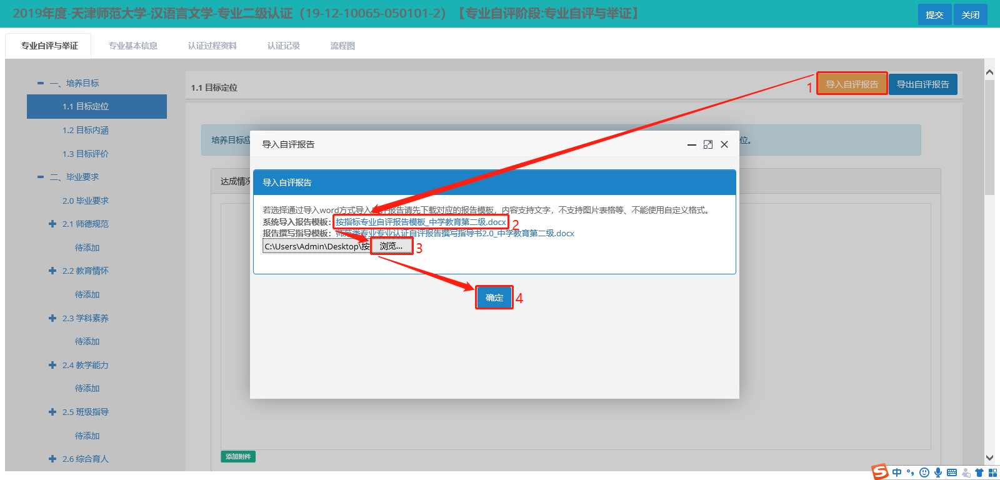 2019年度-天津师范大学-汉语言文学-专业二级认证（19-12-10065-050101-2）【专业自评阶段:专业自评与举证】
提交
关闭
专业自评与举证
专业基本信息
认证过程资料
认证记录
流程图
一、培养目标
1.1 目标定位
1.2 目标内涵
1.3 目标评价
二、毕业要求
2.0 毕业要求
2.1 师德规范
待添加
2.2 教育情怀
待添加
2.3 学科素养
待添加
2.4 教学能力
待添加
2.5 班级指导
待添加
2.6 综合育人
1.1 目标定位
1
导入自评报告
导出自评报告
培养目标应
位。
达成情况
导入自评报告
导入自评报告
若选择通过导入word方式导入自评报告请先下载对应的报告模板，内容支持文字，不支持图片表格等、不能使用自定义格式。
系统导入报告模板：按指标专业自评报告模板_中学教育第二级.docx 2
报告撰写指导模板：师范类专业专业认证自评报告撰写指导书2.0_中学教育第二级.docx
C:\Users\Admin\Desktop\按 浏览... 3
确定 4
添加附件
中